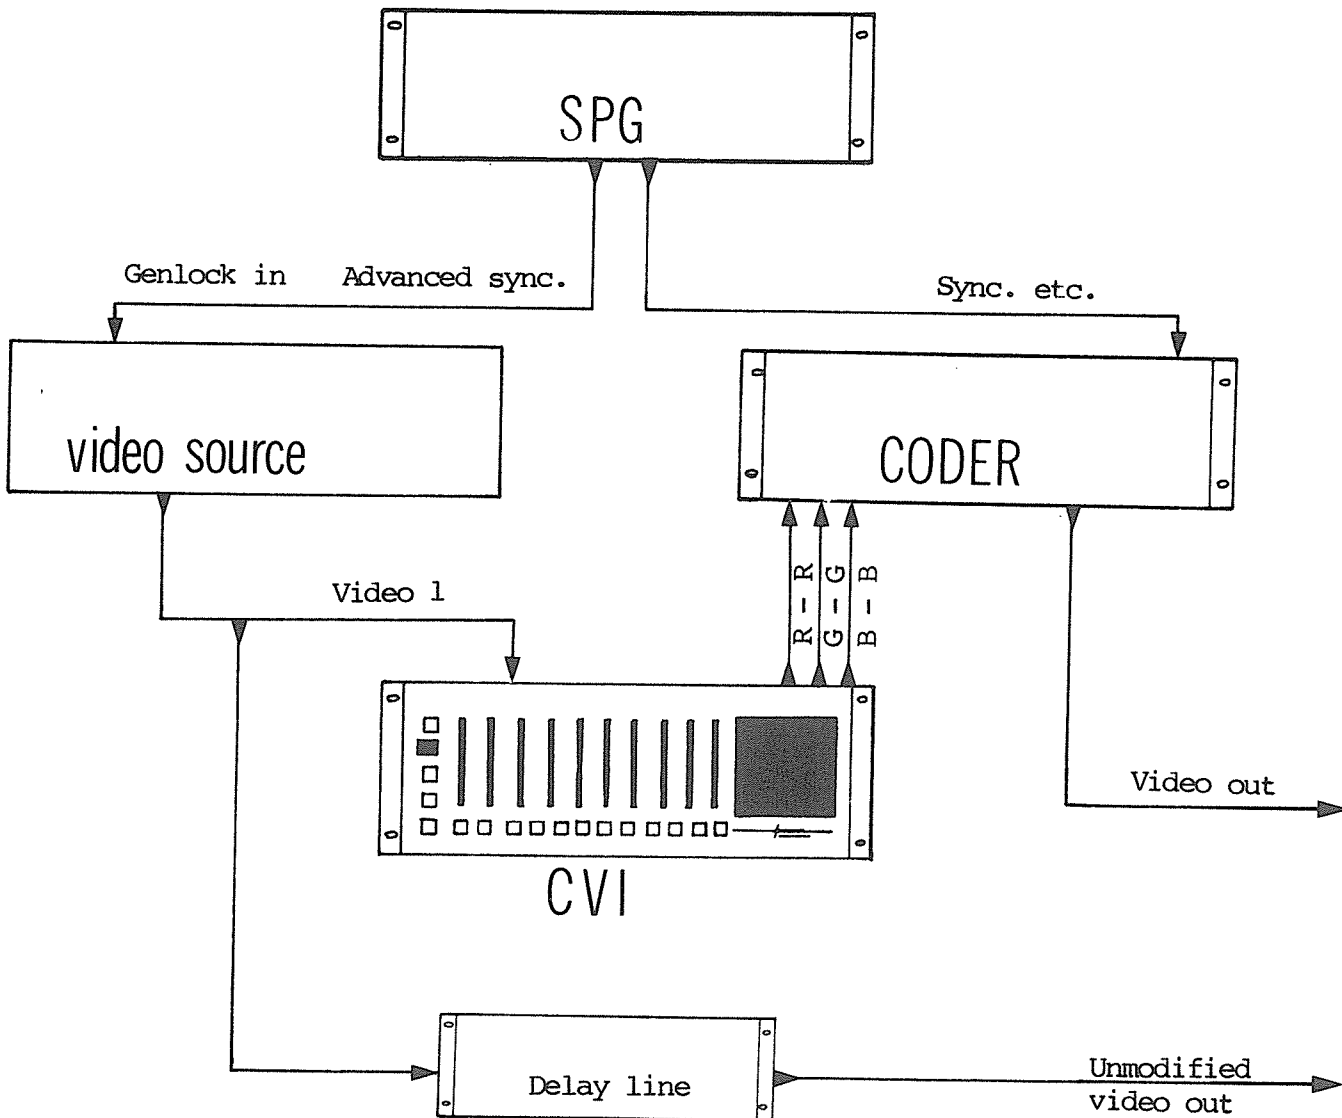 SPG
Genlock in Advanced sync.
Sync. etc.
video source
CODER
Video 1
R - R
G - G
B - B
Video out
CVI
Delay line
Unmodified
video out